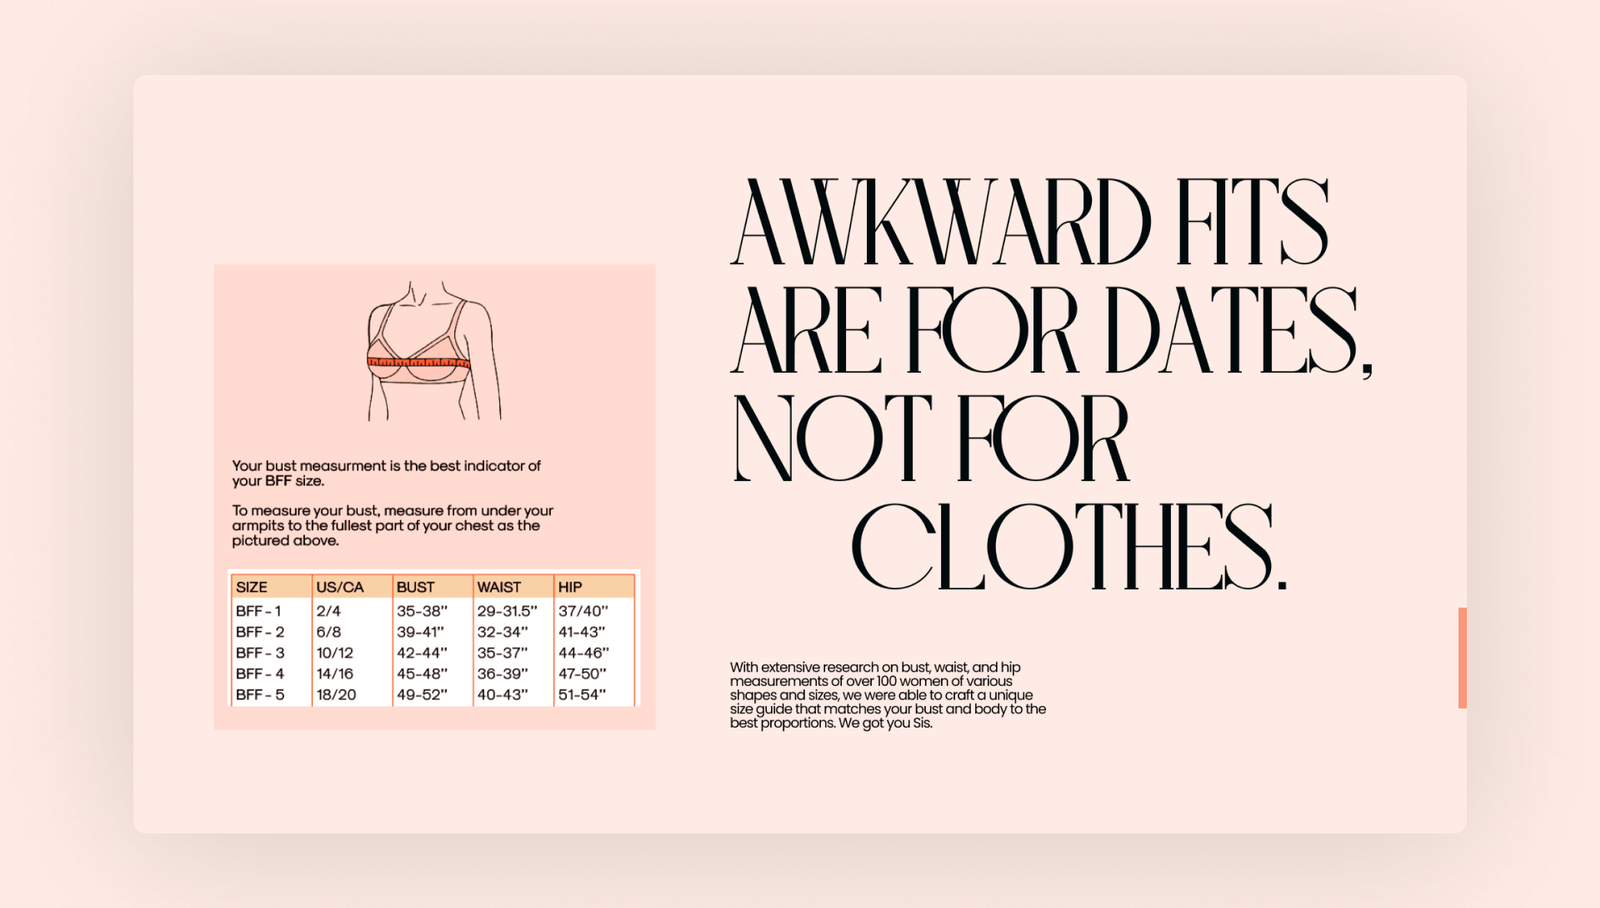 AWKWARD FITS
ARE FOR DATES,
NOT FOR
CLOTHES.
Your bust measurment is the best indicator of
your BFF size.
To measure your bust, measure from under your
armpits to the fullest part of your chest as the
pictured above.
SIZE US/CA BUST WAIST HIP
BFF - 1 2/4 35-38” 29-31.5” 37/40”
BFF - 2 6/8 39-41” 32-34” 41-43”
BFF - 3 10/12 42-44” 35-37” 44-46”
BFF - 4 14/16 45-48” 36-39” 47-50”
BFF - 5 18/20 49-52” 40-43” 51-54”
With extensive research on bust, waist, and hip
measurements of over 100 women of various
shapes and sizes, we were able to craft a unique
size guide that matches your bust and body to the
best proportions. We got you Sis.